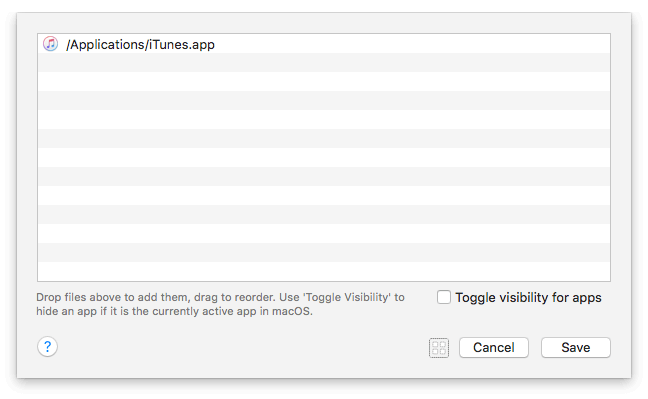 /Applications/iTunes.app
Drop files above to add them, drag to reorder. Use 'Toggle Visibility' to
hide an app if it is the currently active app in macOS.
Toggle visibility for apps
?
Cancel
Save